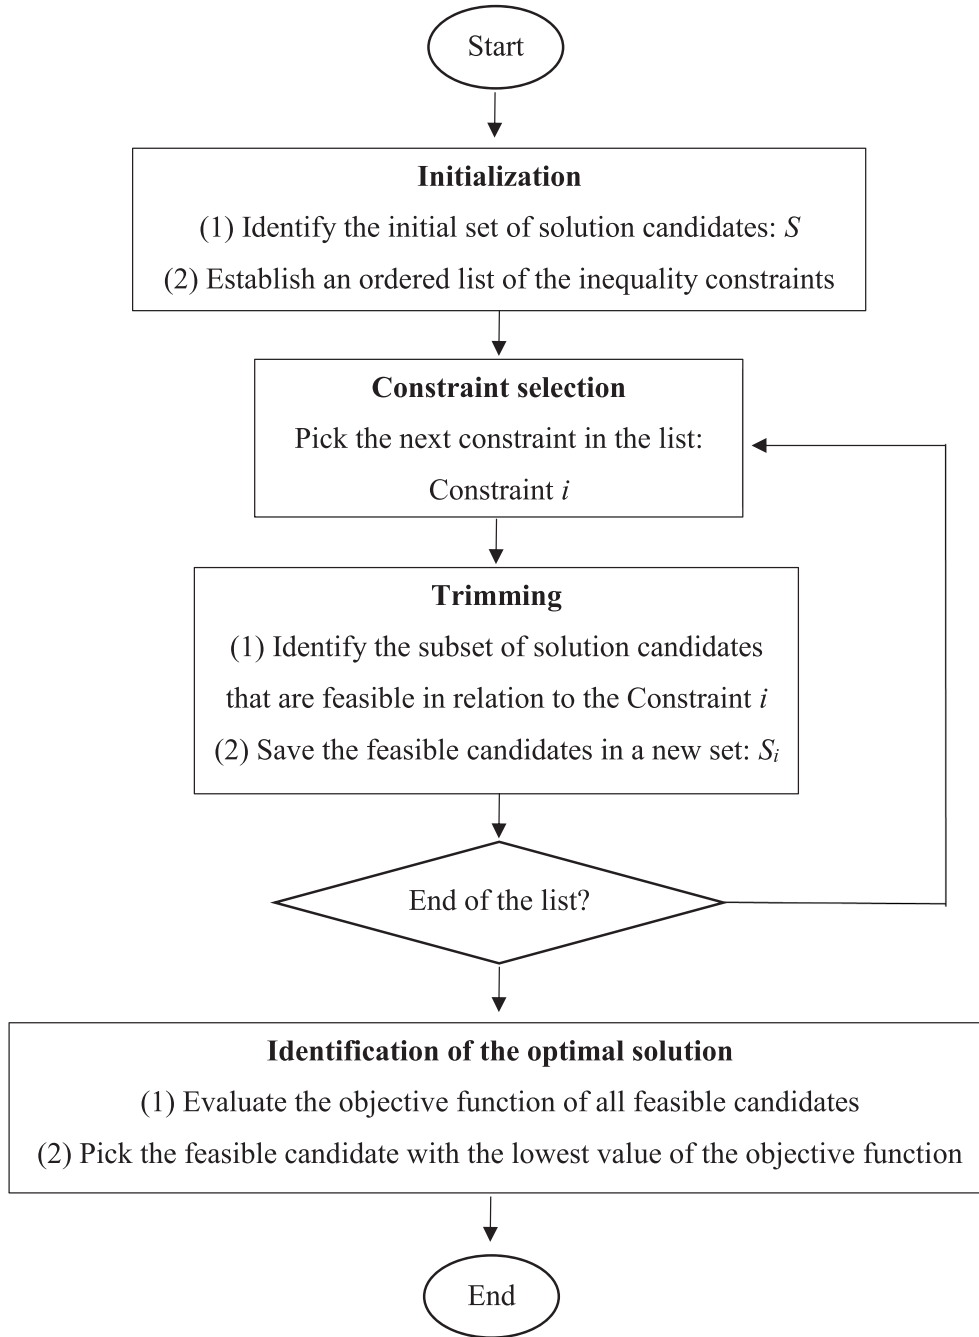 Start
Initialization
(1) Identify the initial set of solution candidates: S
(2) Establish an ordered list of the inequality constraints
Constraint selection
Pick the next constraint in the list:
Constraint i
Trimming
(1) Identify the subset of solution candidates
that are feasible in relation to the Constraint i
(2) Save the feasible candidates in a new set: Sᵢ
End of the list?
Identification of the optimal solution
(1) Evaluate the objective function of all feasible candidates
(2) Pick the feasible candidate with the lowest value of the objective function
End